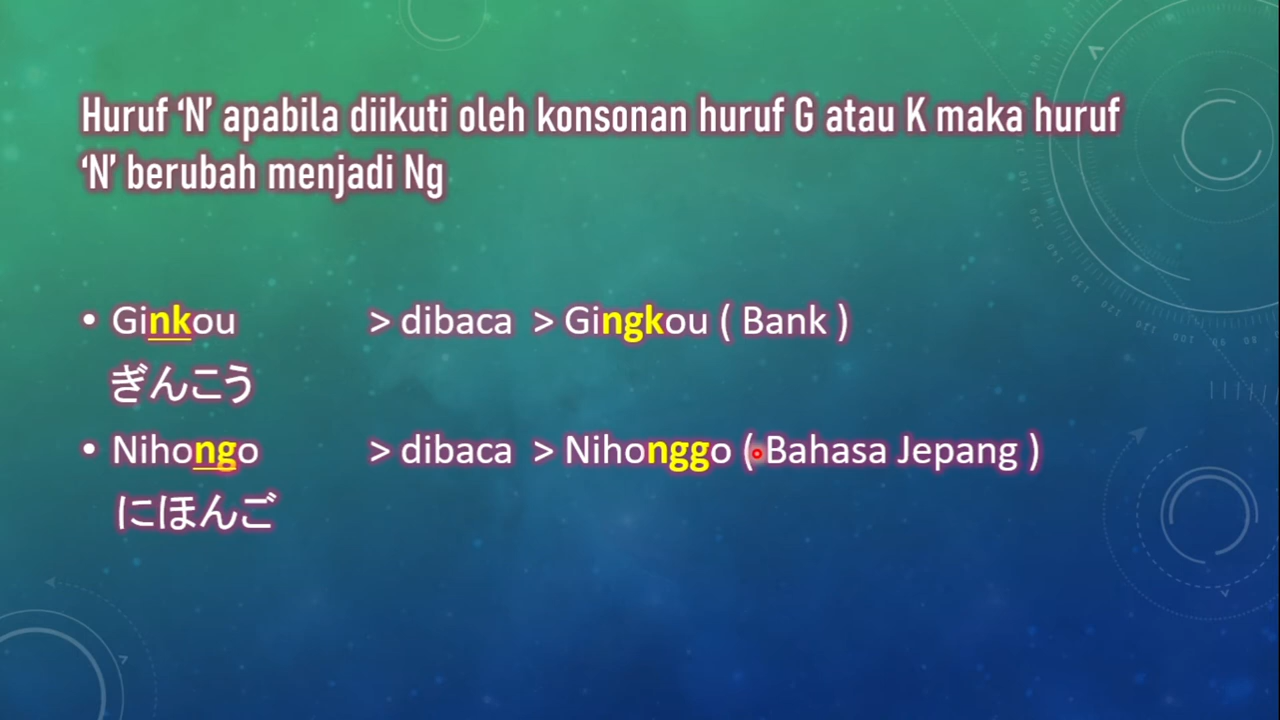 Huruf ‘N’ apabila diikuti oleh konsonan huruf G atau K maka huruf
‘N’ berubah menjadi Ng
• Ginkou > dibaca > Gingkou ( Bank )
ぎんこう
• Nihongo > dibaca > Nihonggo ( Bahasa Jepang )
にほんご